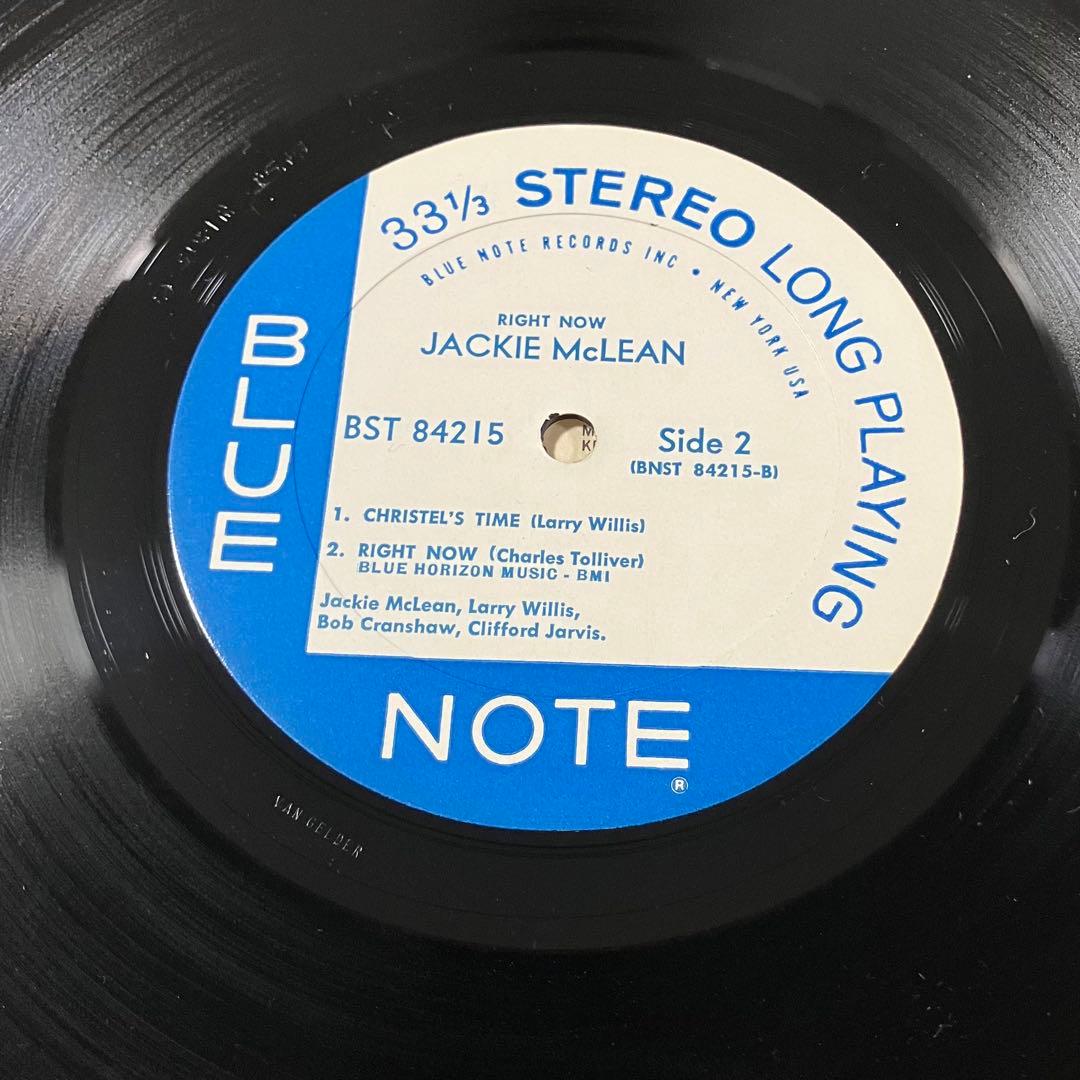 33⅓ STEREO LONG PLAYING
BLUE NOTE RECORDS INC • NEW YORK USA
RIGHT NOW
JACKIE McLEAN
BST 84215
Side 2
(BNST 84215-B)
1. CHRISTEL'S TIME (Larry Willis)
2. RIGHT NOW (Charles Tolliver)
BLUE HORIZON MUSIC - BMI
Jackie McLean, Larry Willis,
Bob Cranshaw, Clifford Jarvis.
BLUE
NOTE
®
VAN GELDER